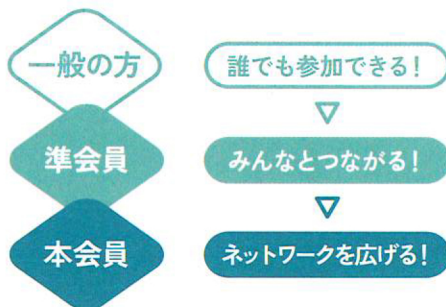 一般の方
誰でも参加できる！
準会員
みんなとつながる！
本会員
ネットワークを広げる！